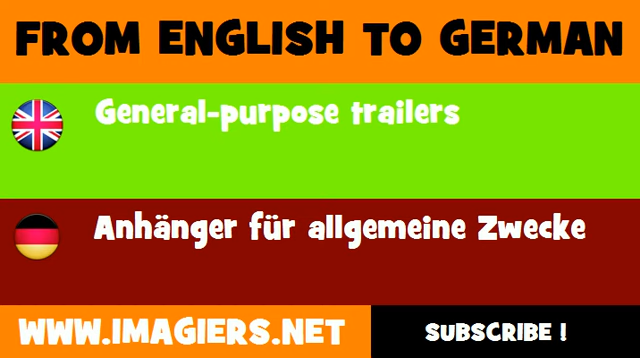 FROM ENGLISH TO GERMAN
General-purpose trailers
Anhänger für allgemeine Zwecke
WWW.IMAGIERS.NET
SUBSCRIBE !